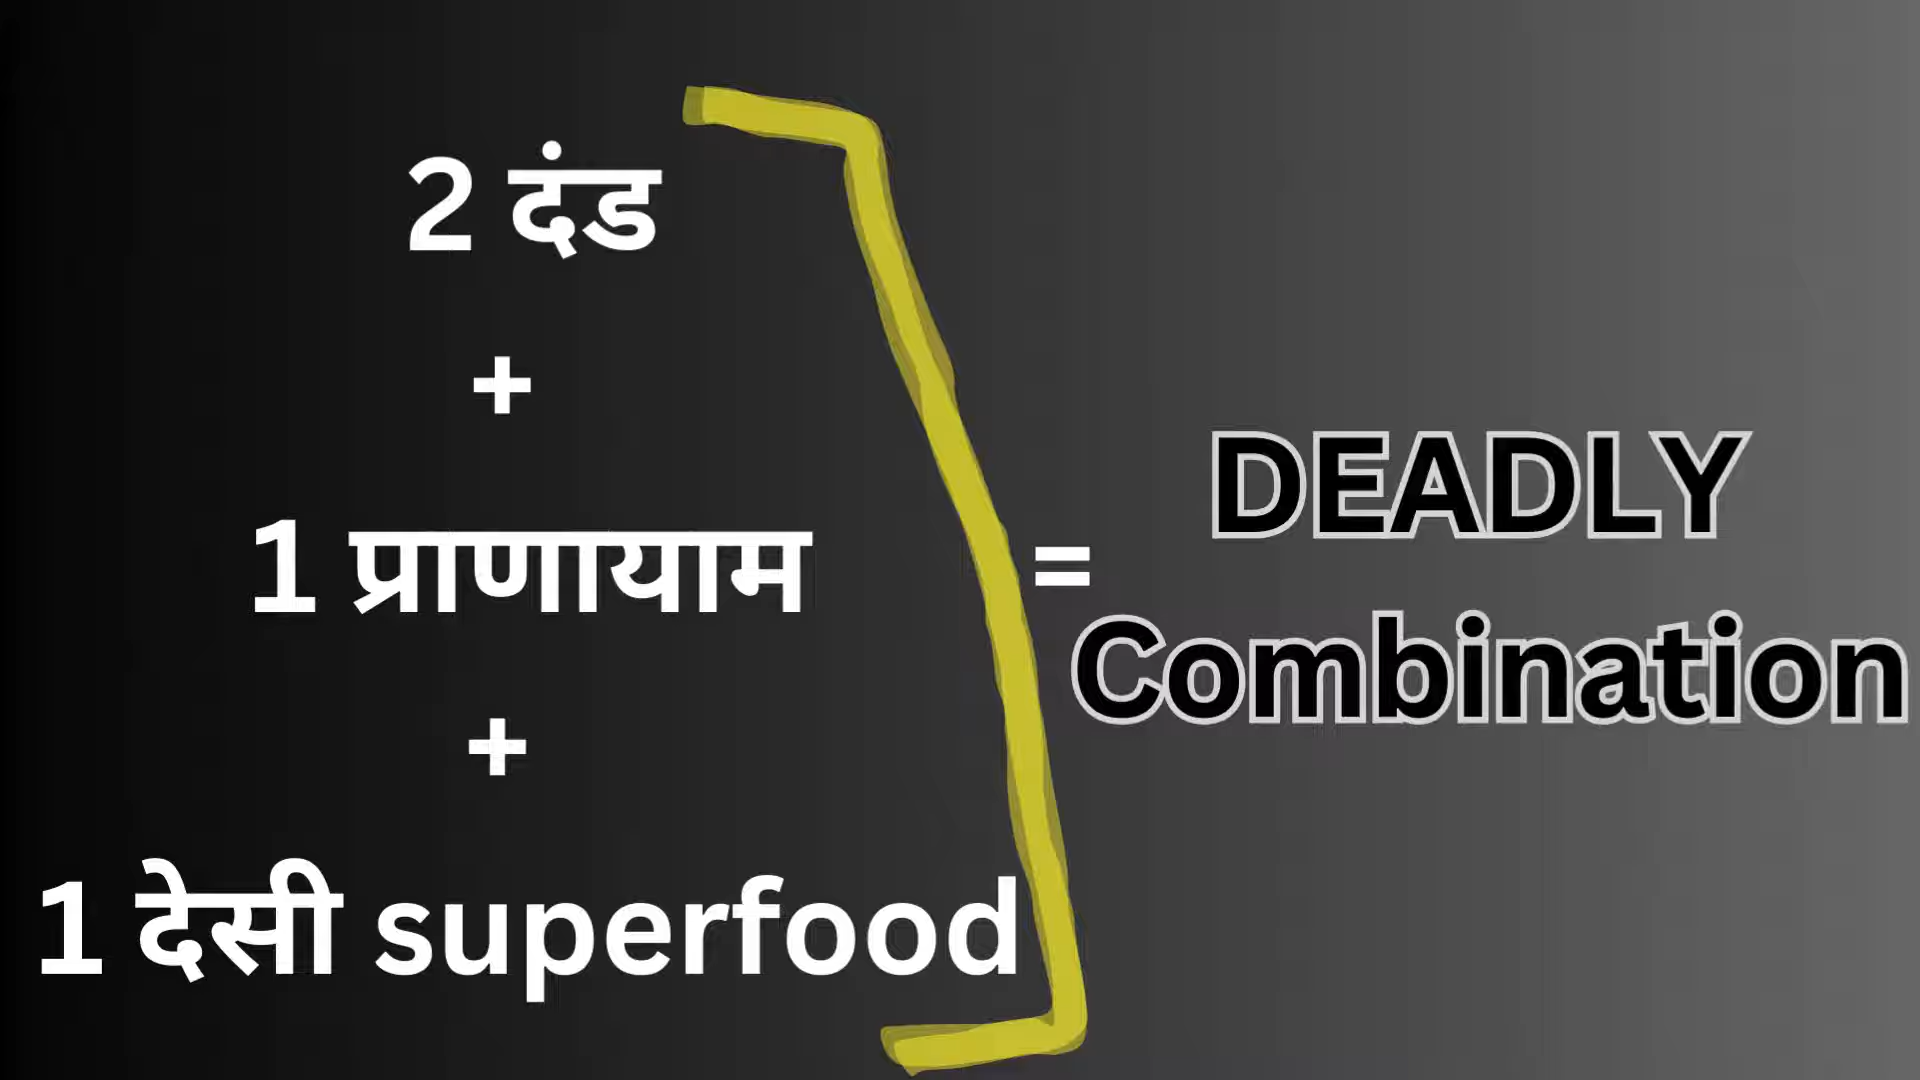 2 दंड
+
1 प्राणायाम
+
1 देसी superfood
=
DEADLY
Combination